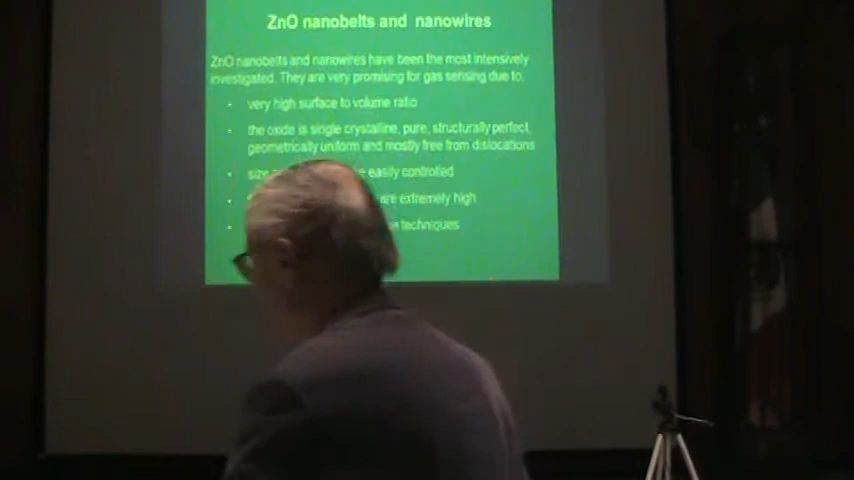 ZnO nanobelts and nanowires
ZnO nanobelts and nanowires have been the most intensively
investigated. They are very promising for gas sensing due to:
• very high surface to volume ratio
• the oxide is single crystalline, pure, structurally perfect,
geometrically uniform and mostly free from dislocations
• size easily controlled
• are extremely high
• techniques